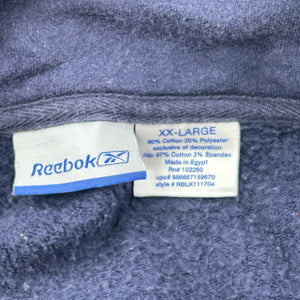 Reebok
XX-LARGE
80% Cotton 20% Polyester
exclusive of decoration
Rib: 97% Cotton 3% Spandex
Made in Egypt
Rn# 102260
upc# 566657159670
style # RBLK111704